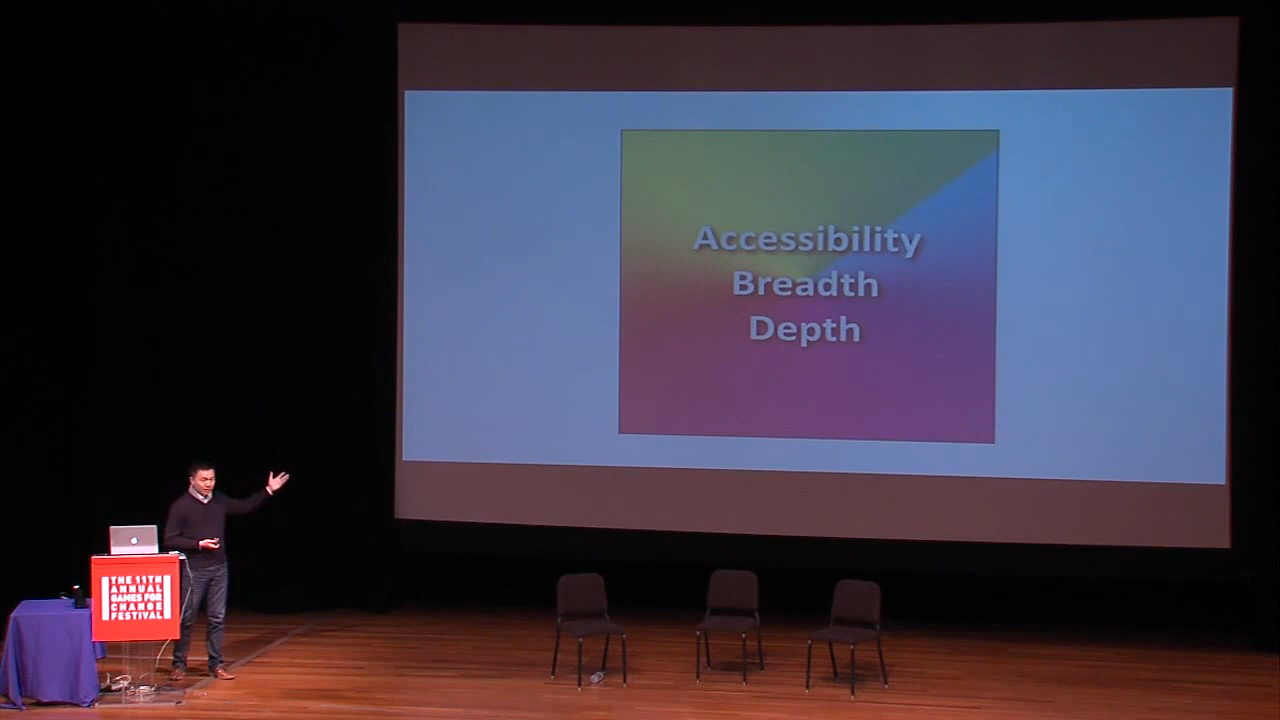 Accessibility
Breadth
Depth
THE 11TH
ANNUAL
GAMES FOR
CHANGE
FESTIVAL